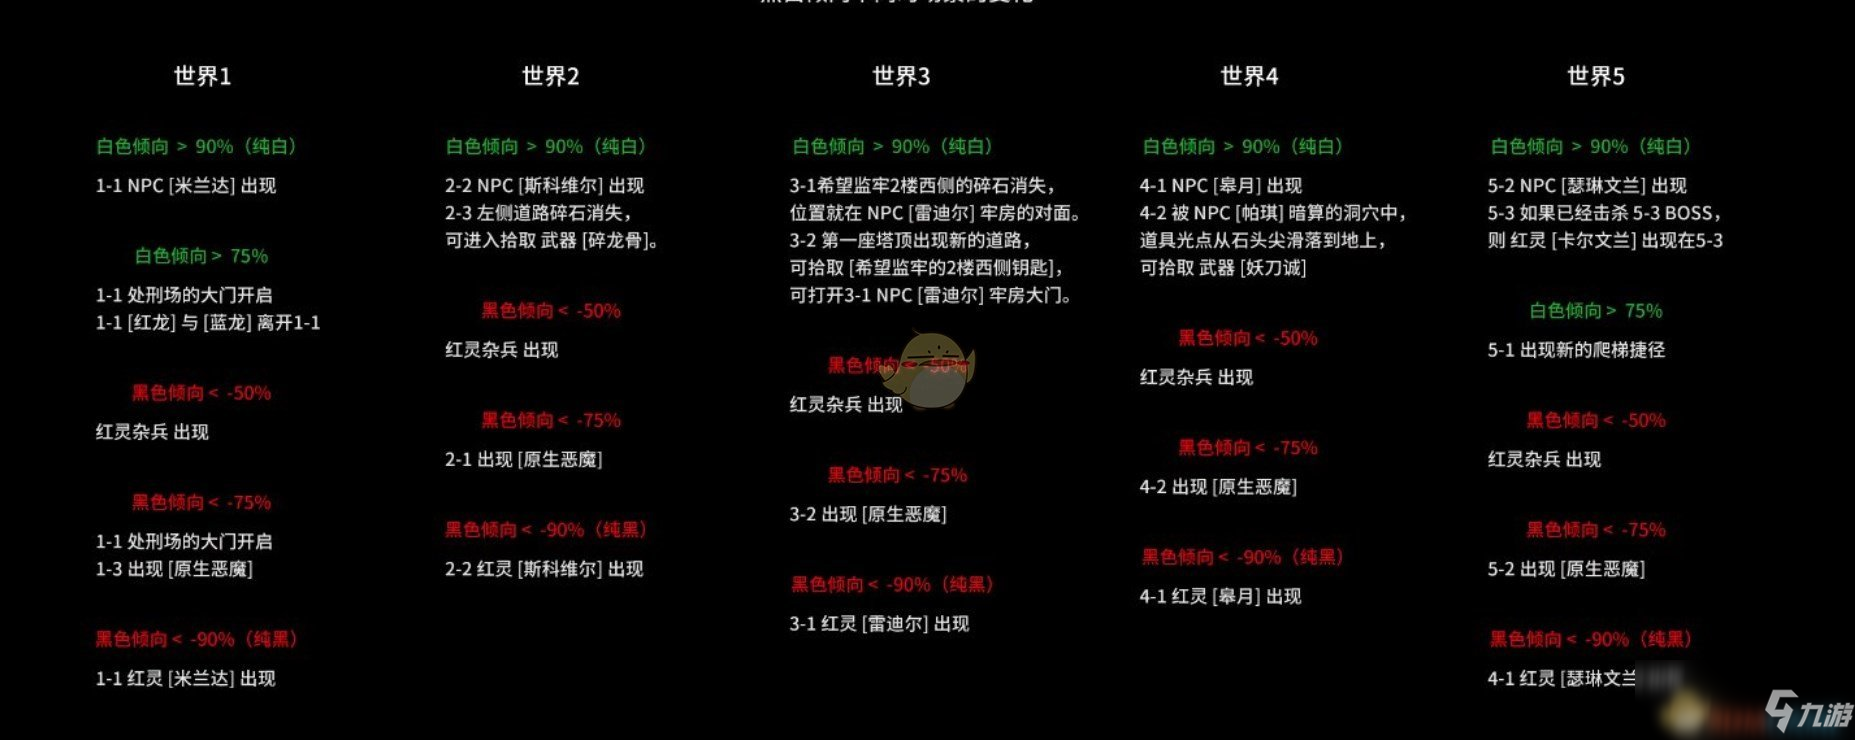 世界1
白色倾向 > 90%（纯白）
1-1 NPC [米兰达] 出现
白色倾向 > 75%
1-1 处刑场的大门开启
1-1 [红龙] 与 [蓝龙] 离开1-1
黑色倾向 < -50%
红灵杂兵 出现
黑色倾向 < -75%
1-1 处刑场的大门开启
1-3 出现 [原生恶魔]
黑色倾向 < -90%（纯黑）
1-1 红灵 [米兰达] 出现
世界2
白色倾向 > 90%（纯白）
2-2 NPC [斯科维尔] 出现
2-3 左侧道路碎石消失，
可进入拾取 武器 [碎龙骨]。
黑色倾向 < -50%
红灵杂兵 出现
黑色倾向 < -75%
2-1 出现 [原生恶魔]
黑色倾向 < -90%（纯黑）
2-2 红灵 [斯科维尔] 出现
世界3
白色倾向 > 90%（纯白）
3-1希望监牢2楼西侧的碎石消失，
位置就在 NPC [雷迪尔] 牢房的对面。
3-2 第一座塔顶出现新的道路，
可拾取 [希望监牢的2楼西侧钥匙]，
可打开3-1 NPC [雷迪尔] 牢房大门。
黑色倾向 < -50%
红灵杂兵 出现
黑色倾向 < -75%
3-2 出现 [原生恶魔]
黑色倾向 < -90%（纯黑）
3-1 红灵 [雷迪尔] 出现
世界4
白色倾向 > 90%（纯白）
4-1 NPC [皋月] 出现
4-2 被 NPC [帕琪] 暗算的洞穴中，
道具光点从石头尖滑落到地上，
可拾取 武器 [妖刀诚]
黑色倾向 < -50%
红灵杂兵 出现
黑色倾向 < -75%
4-2 出现 [原生恶魔]
黑色倾向 < -90%（纯黑）
4-1 红灵 [皋月] 出现
世界5
白色倾向 > 90%（纯白）
5-2 NPC [瑟琳文兰] 出现
5-3 如果已经击杀 5-3 BOSS，
则 红灵 [卡尔文兰] 出现在5-3
白色倾向 > 75%
5-1 出现新的爬梯捷径
黑色倾向 < -50%
红灵杂兵 出现
黑色倾向 < -75%
5-2 出现 [原生恶魔]
黑色倾向 < -90%（纯黑）
4-1 红灵 [瑟琳文兰
九游